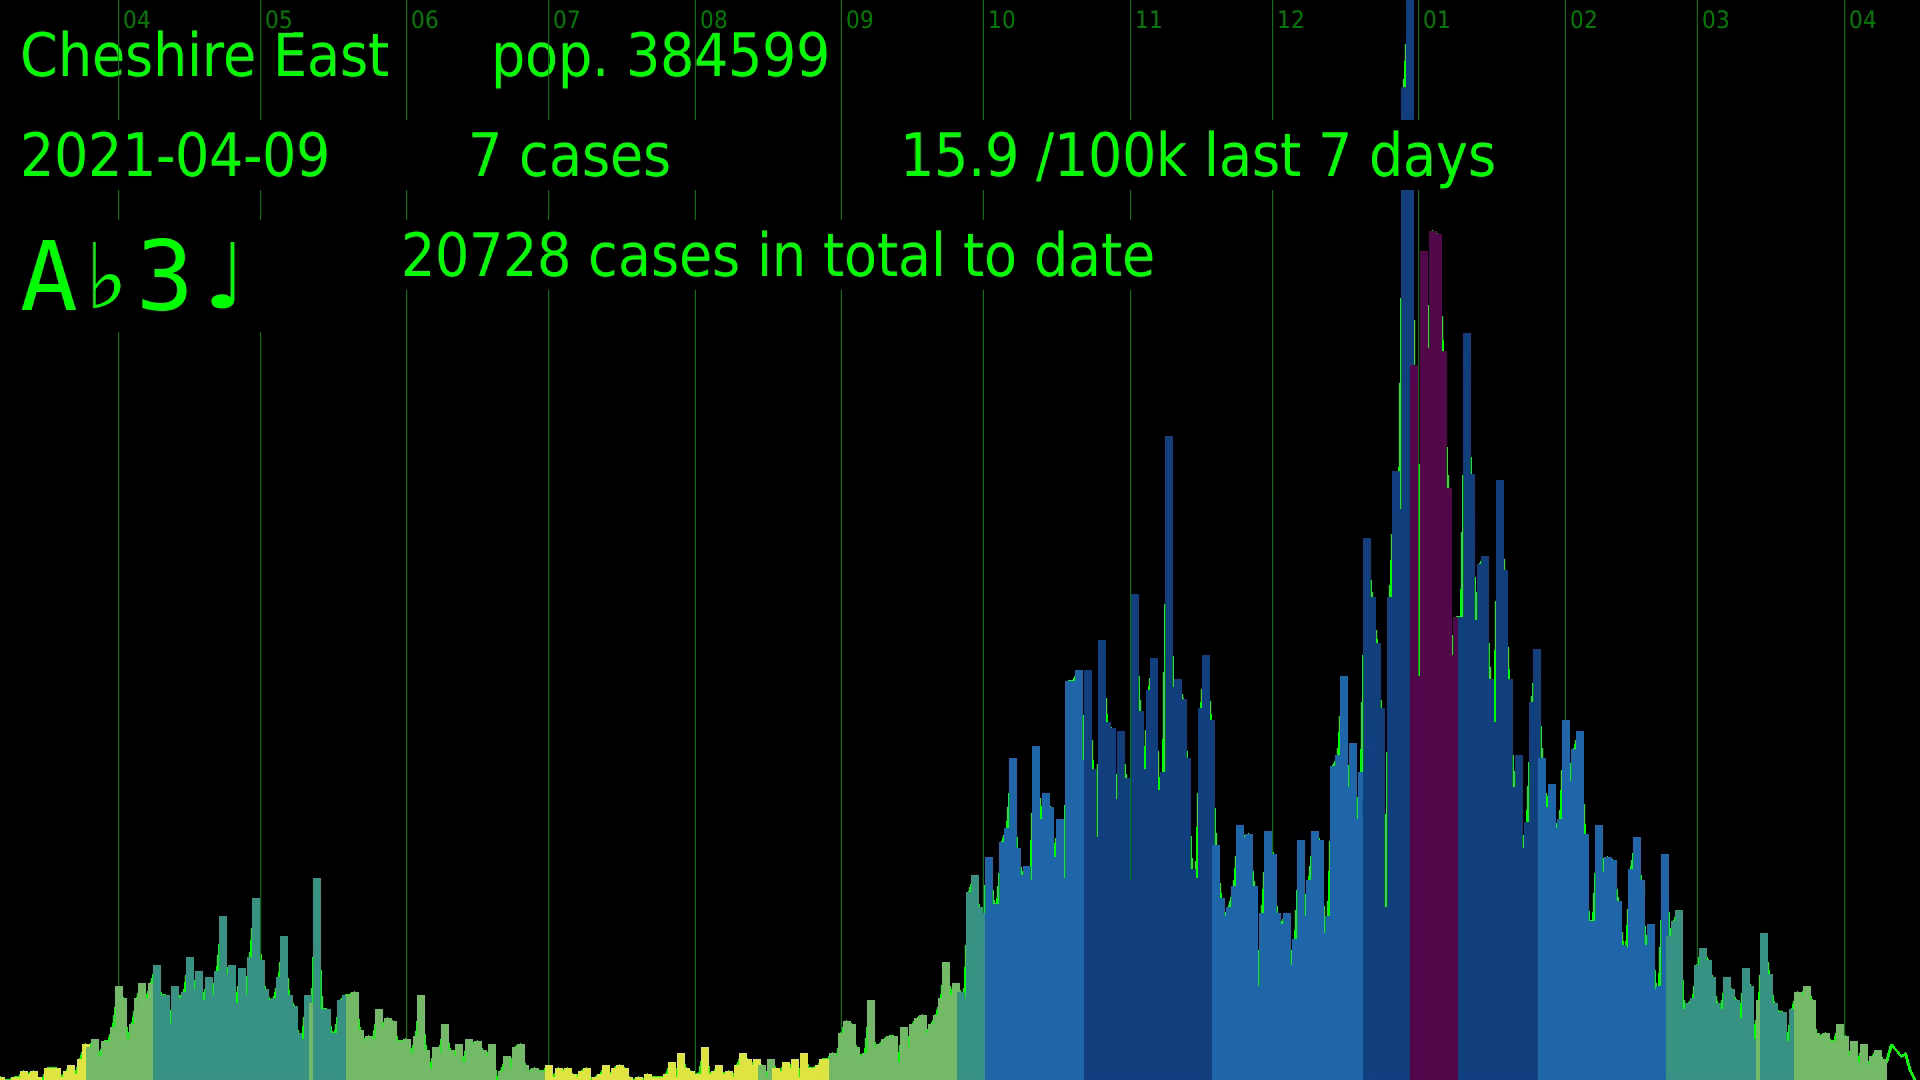 04 05 06 07 08 09 10 11 12 01 02 03 04
Cheshire East pop. 384599
2021-04-09 7 cases 15.9 /100k last 7 days
A♭3♩ 20728 cases in total to date